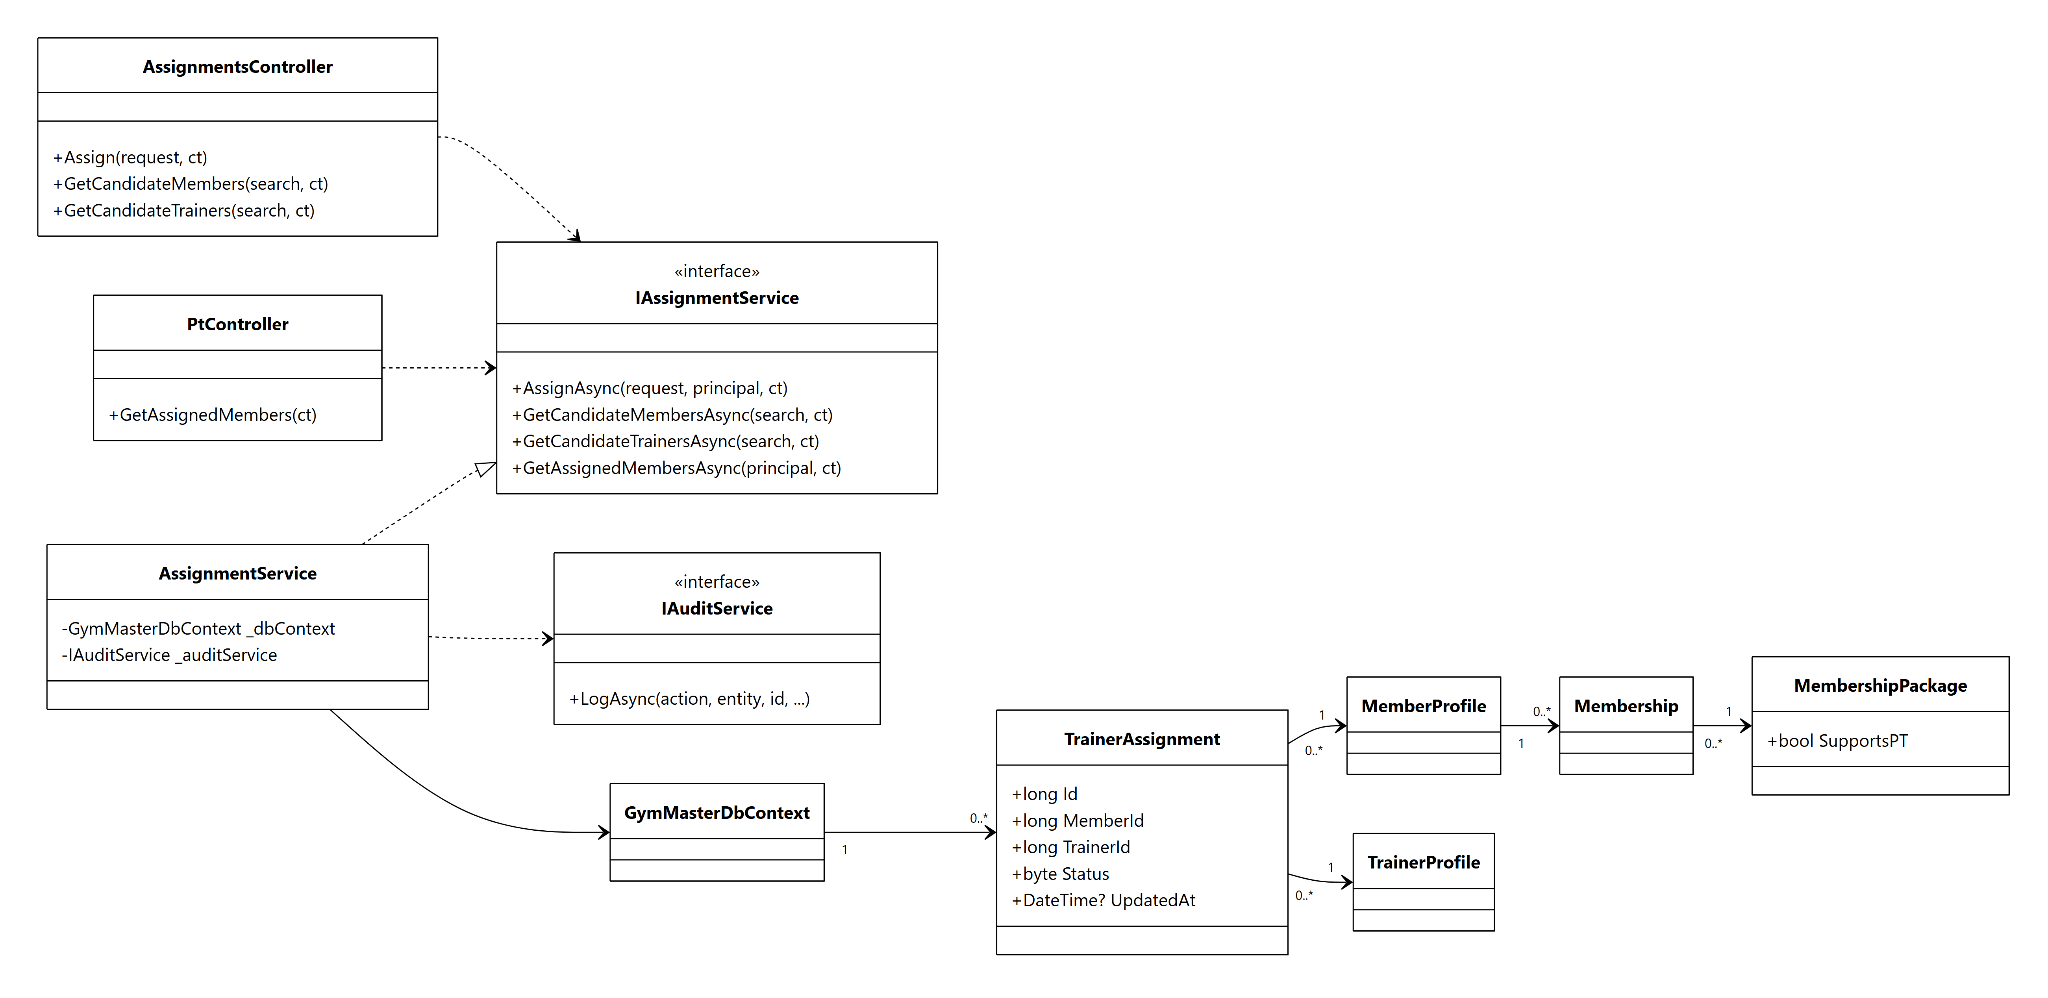 AssignmentsController
+Assign(request, ct)
+GetCandidateMembers(search, ct)
+GetCandidateTrainers(search, ct)
«interface»
IAssignmentService
+AssignAsync(request, principal, ct)
+GetCandidateMembersAsync(search, ct)
+GetCandidateTrainersAsync(search, ct)
+GetAssignedMembersAsync(principal, ct)
PtController
+GetAssignedMembers(ct)
AssignmentService
-GymMasterDbContext _dbContext
-IAuditService _auditService
«interface»
IAuditService
+LogAsync(action, entity, id, ...)
GymMasterDbContext
1
0..*
TrainerAssignment
+long Id
+long MemberId
+long TrainerId
+byte Status
+DateTime? UpdatedAt
1
0..*
MemberProfile
0..*
1
Membership
1
0..*
MembershipPackage
+bool SupportsPT
1
0..*
TrainerProfile